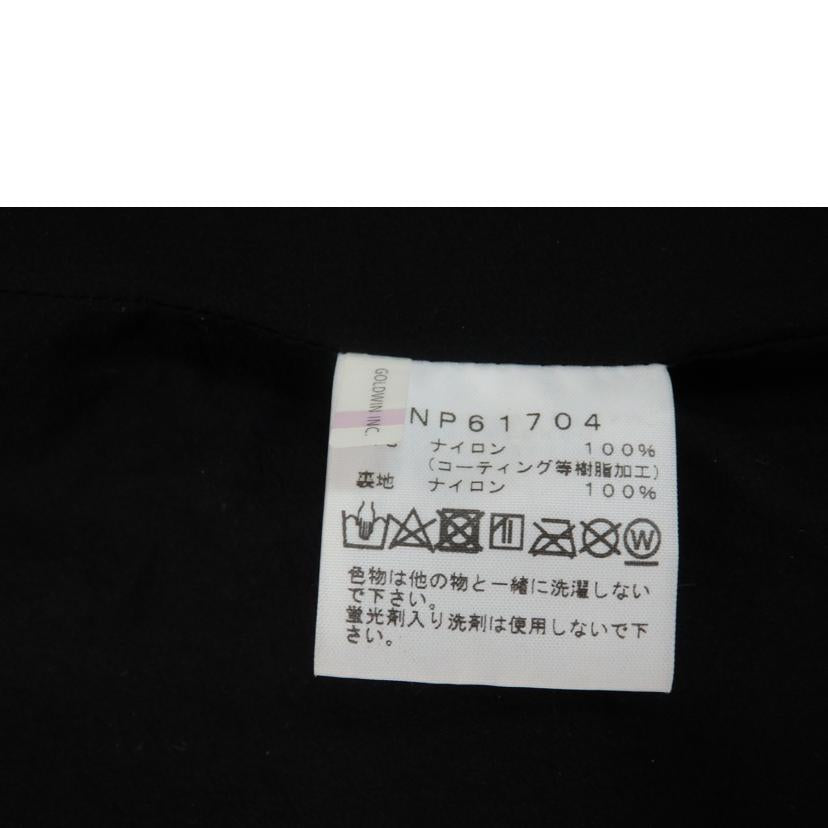 GOLDWIN INC.
NP61704
ナイロン 100%
(コーティング等樹脂加工)
裏地 ナイロン 100%
W
色物は他の物と一緒に洗濯しない
で下さい。
蛍光剤入り洗剤は使用しないで下
さい。